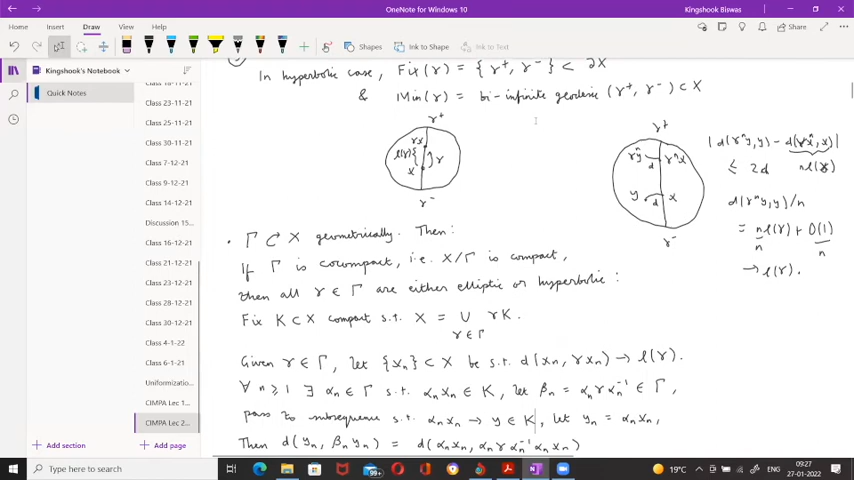 OneNote for Windows 10
Kingshook Biswas
Home
Insert
Draw
View
Help
Share
Shapes
Ink to Shape
Ink to Text
Kingshook's Notebook
Quick Notes
Class 23-11-21
Class 25-11-21
Class 30-11-21
Class 7-12-21
Class 9-12-21
Class 14-12-21
Discussion 15...
Class 16-12-21
Class 21-12-21
Class 23-12-21
Class 28-12-21
Class 30-12-21
Class 4-1-22
Class 6-1-21
Uniformizatio...
CIMPA Lec 1...
CIMPA Lec 2...
Add section
Add page
In hyperbolic case, Fix(γ) = {γ⁺, γ⁻} ⊂ ∂X
& Min(γ) = bi-infinite geodesic (γ⁺, γ⁻) ⊂ X
γ⁺
γx
l(γ){
} γ
x
γ⁻
γ⁺
γⁿy
γⁿx
d
y
d
x
γ⁻
| d(γⁿy, y) - d(γⁿx, x) |
≤ 2d
nl(γ)
d(γⁿy, y)/n
= nl(γ)/n + O(1)/n
→ l(γ).
• Γ ↷ X geometrically. Then:
If Γ is cocompact, i.e. X/Γ is compact,
then all γ ∈ Γ are either elliptic or hyperbolic:
Fix K ⊂ X compact s.t. X = ∪ γK.
γ ∈ Γ
Given γ ∈ Γ, let {xₙ} ⊂ X be s.t. d(xₙ, γxₙ) → l(γ).
∀ n ≥ 1 ∃ αₙ ∈ Γ s.t. αₙxₙ ∈ K, let βₙ = αₙγαₙ⁻¹ ∈ Γ,
pass to subsequence s.t. αₙxₙ → y ∈ K, let yₙ = αₙxₙ,
Then d(yₙ, βₙyₙ) = d(αₙxₙ, αₙγαₙ⁻¹αₙxₙ)
Type here to search
99+
19°C
ENG
09:27
27-01-2022